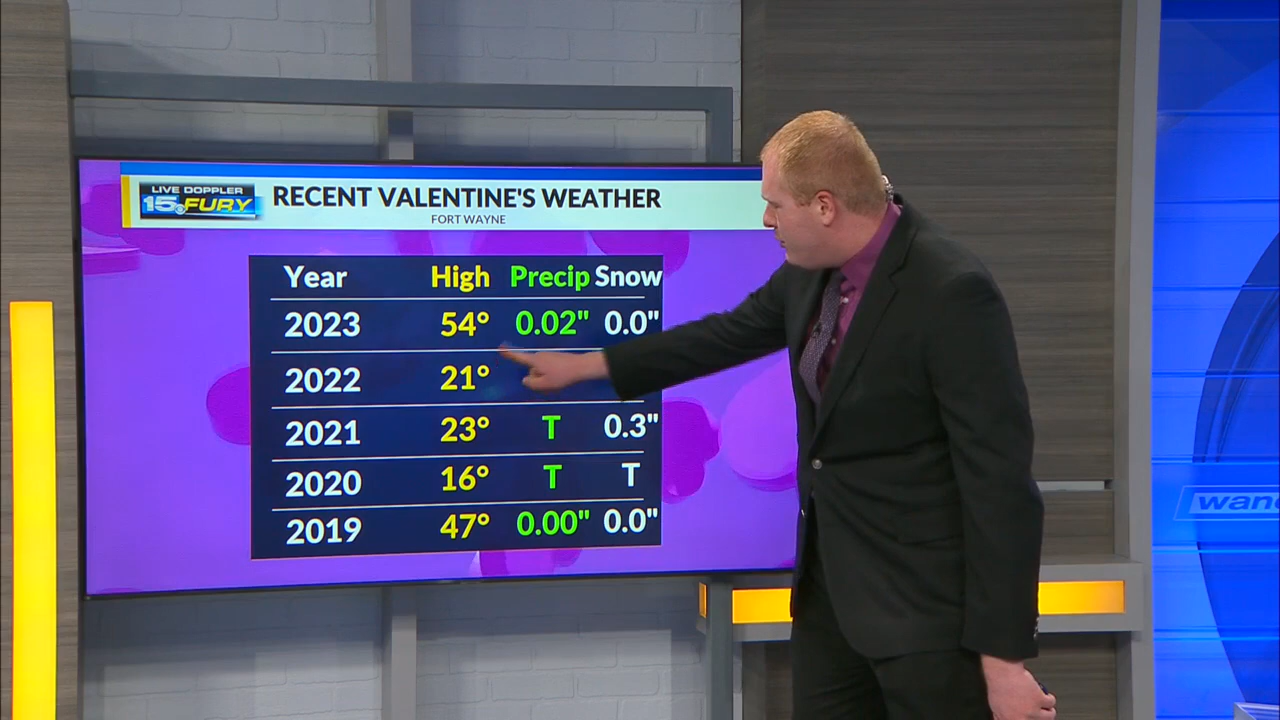 LIVE DOPPLER
15 FURY
RECENT VALENTINE'S WEATHER
FORT WAYNE
Year High Precip Snow
2023 54° 0.02" 0.0"
2022 21°
2021 23° T 0.3"
2020 16° T T
2019 47° 0.00" 0.0"